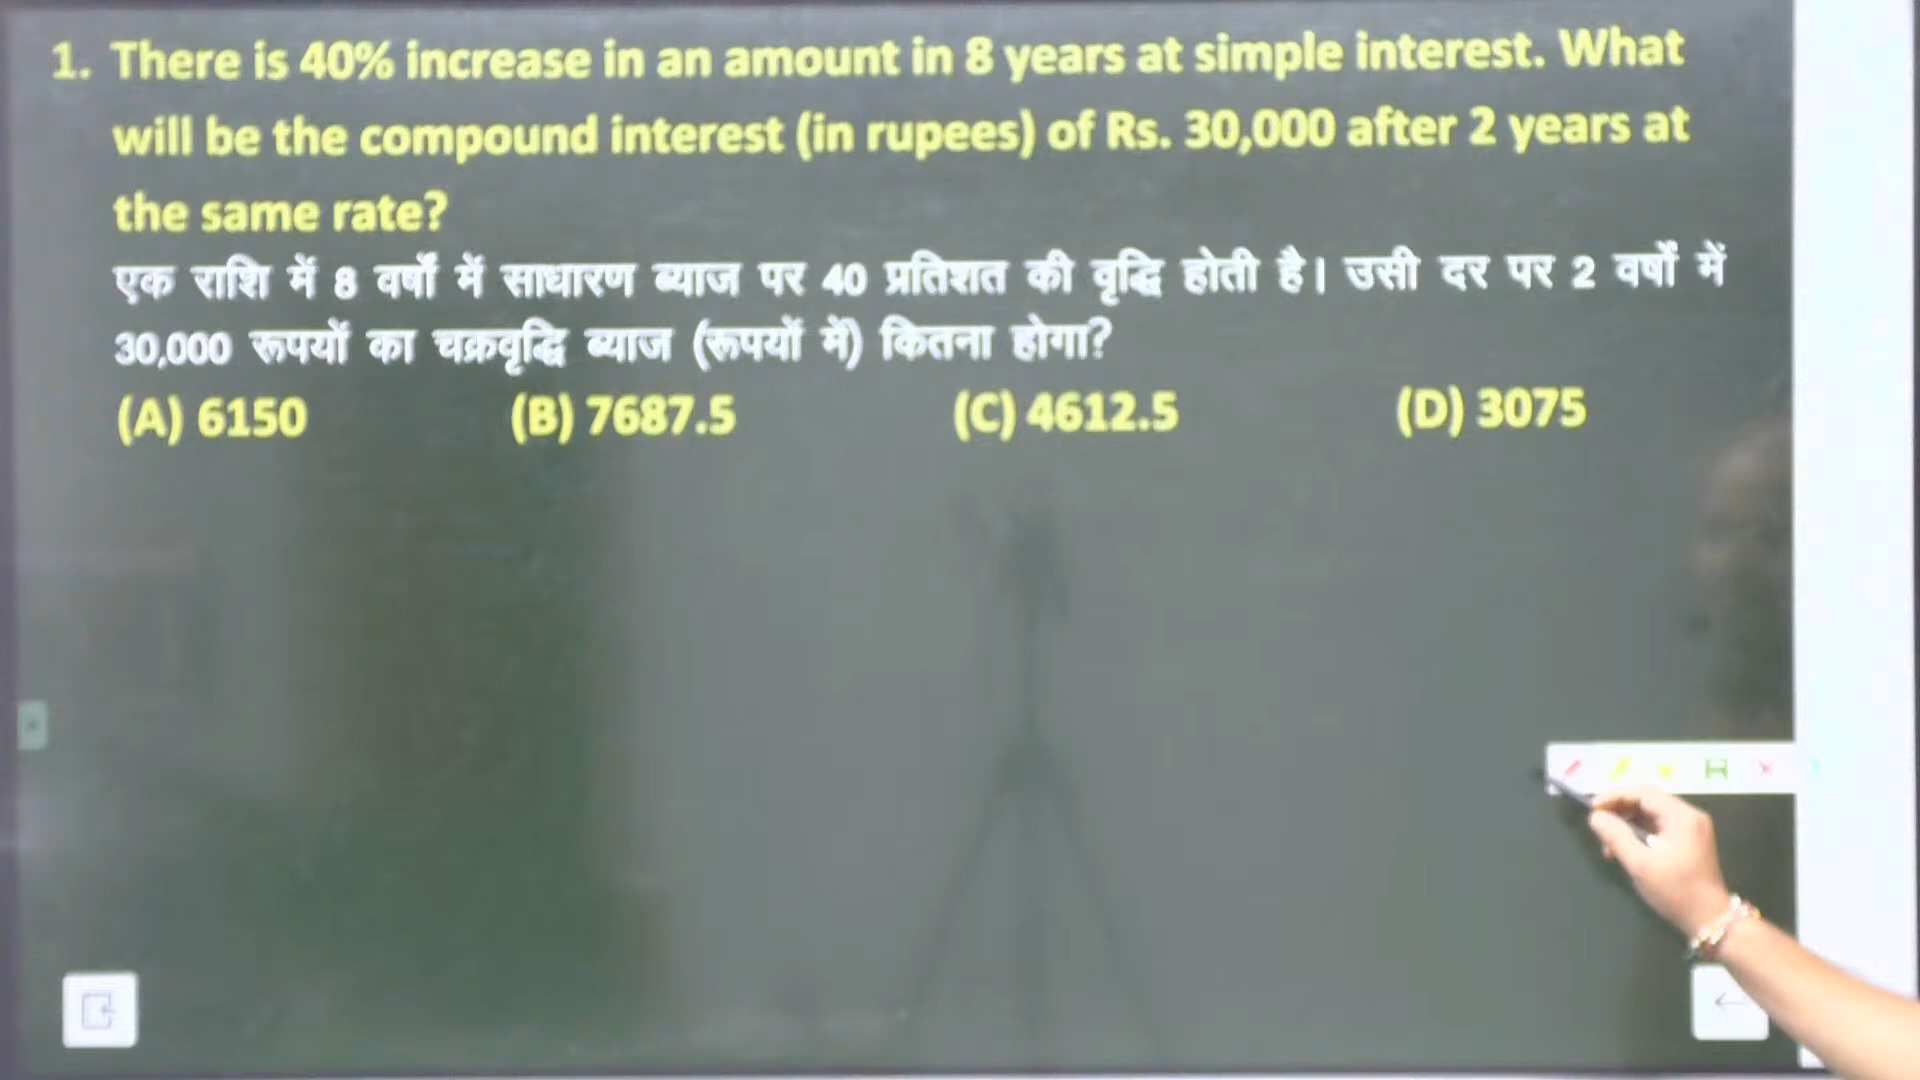 1. There is 40% increase in an amount in 8 years at simple interest. What
will be the compound interest (in rupees) of Rs. 30,000 after 2 years at
the same rate?
एक राशि में 8 वर्षों में साधारण ब्याज पर 40 प्रतिशत की वृद्धि होती है। उसी दर पर 2 वर्षों में
30,000 रूपयों का चक्रवृद्धि ब्याज (रूपयों में) कितना होगा?
(A) 6150 (B) 7687.5 (C) 4612.5 (D) 3075